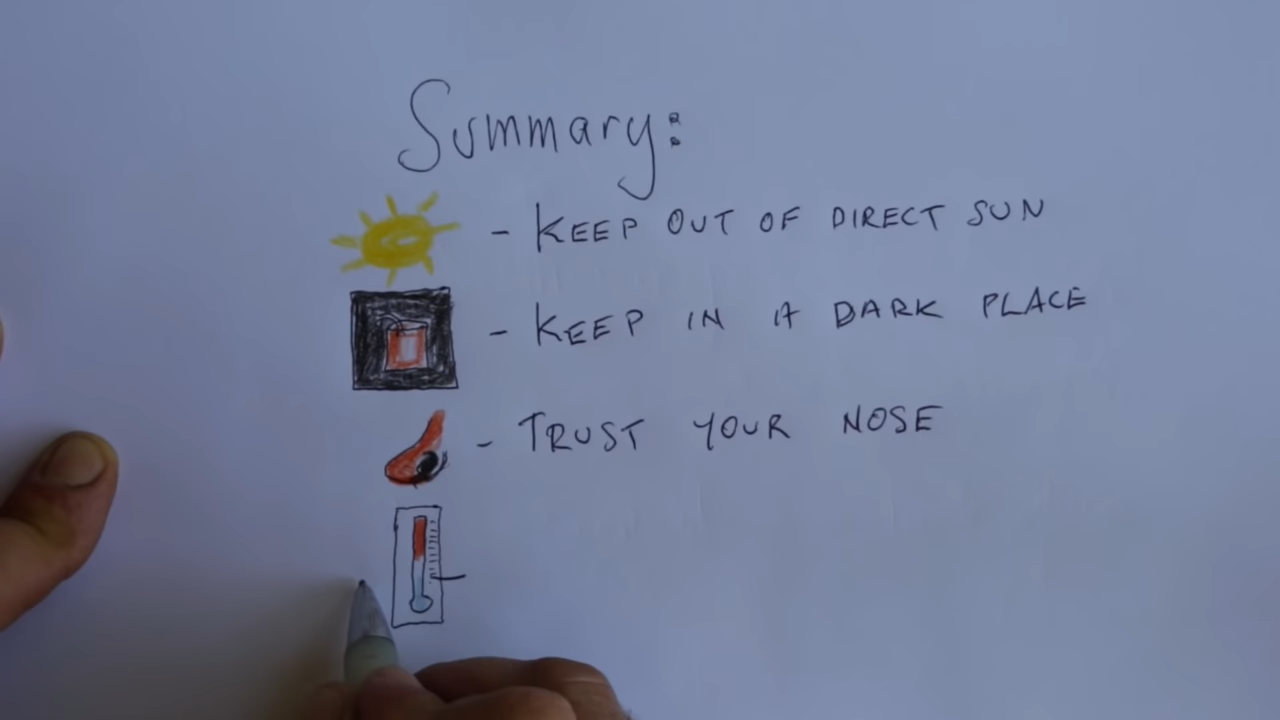 Summary:
- KEEP OUT OF DIRECT SUN
- KEEP IN A DARK PLACE
- TRUST YOUR NOSE